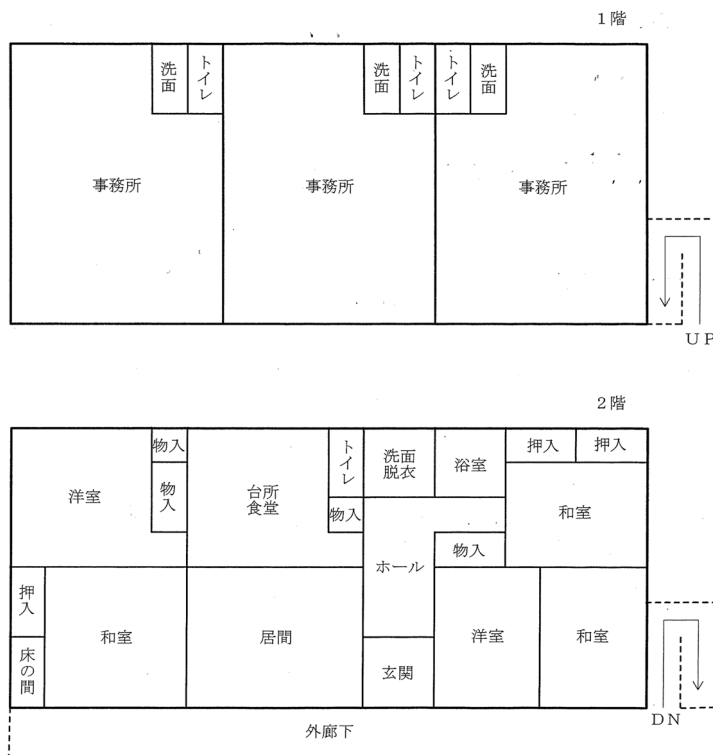 1階
洗面
トイレ
洗面
トイレ
トイレ
洗面
事務所
事務所
事務所
UP
2階
物入
トイレ
洗面
脱衣
浴室
押入
押入
洋室
物入
台所
食堂
物入
和室
物入
ホール
押入
和室
居間
洋室
和室
床の間
玄関
DN
外廊下